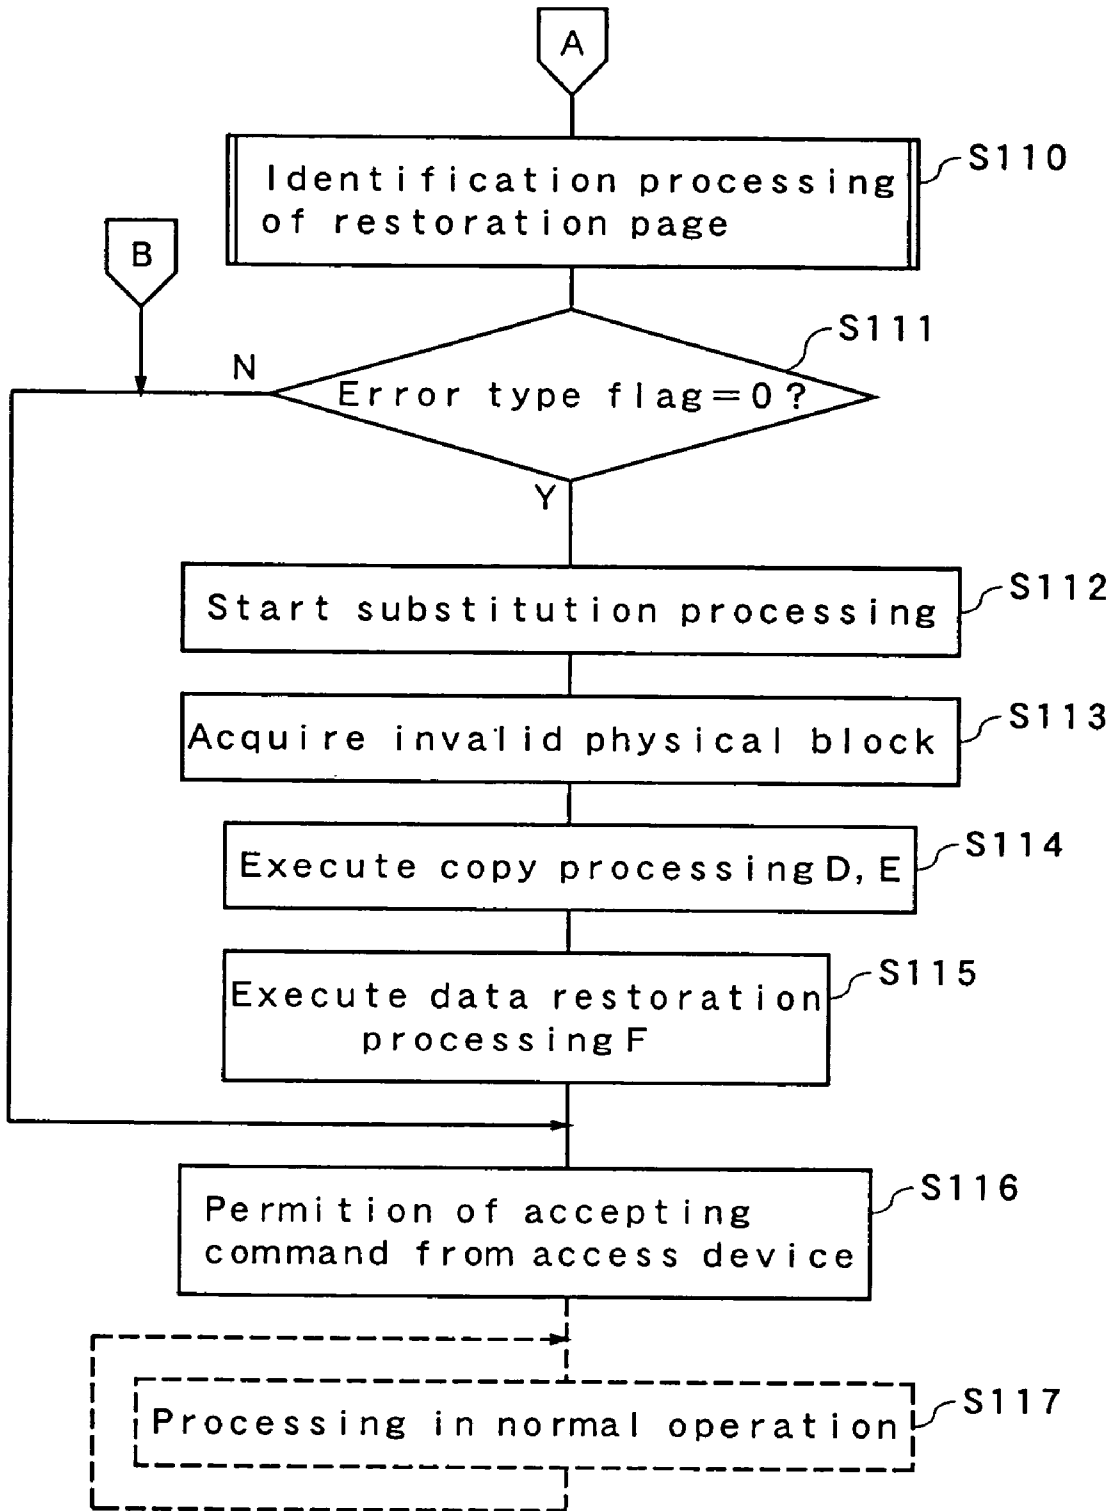 A
Identification processing
of restoration page
S110
B
S111
N
Error type flag=0?
Y
Start substitution processing
S112
Acquire invalid physical block
S113
Execute copy processing D, E
S114
Execute data restoration
processing F
S115
Permition of accepting
command from access device
S116
Processing in normal operation
S117